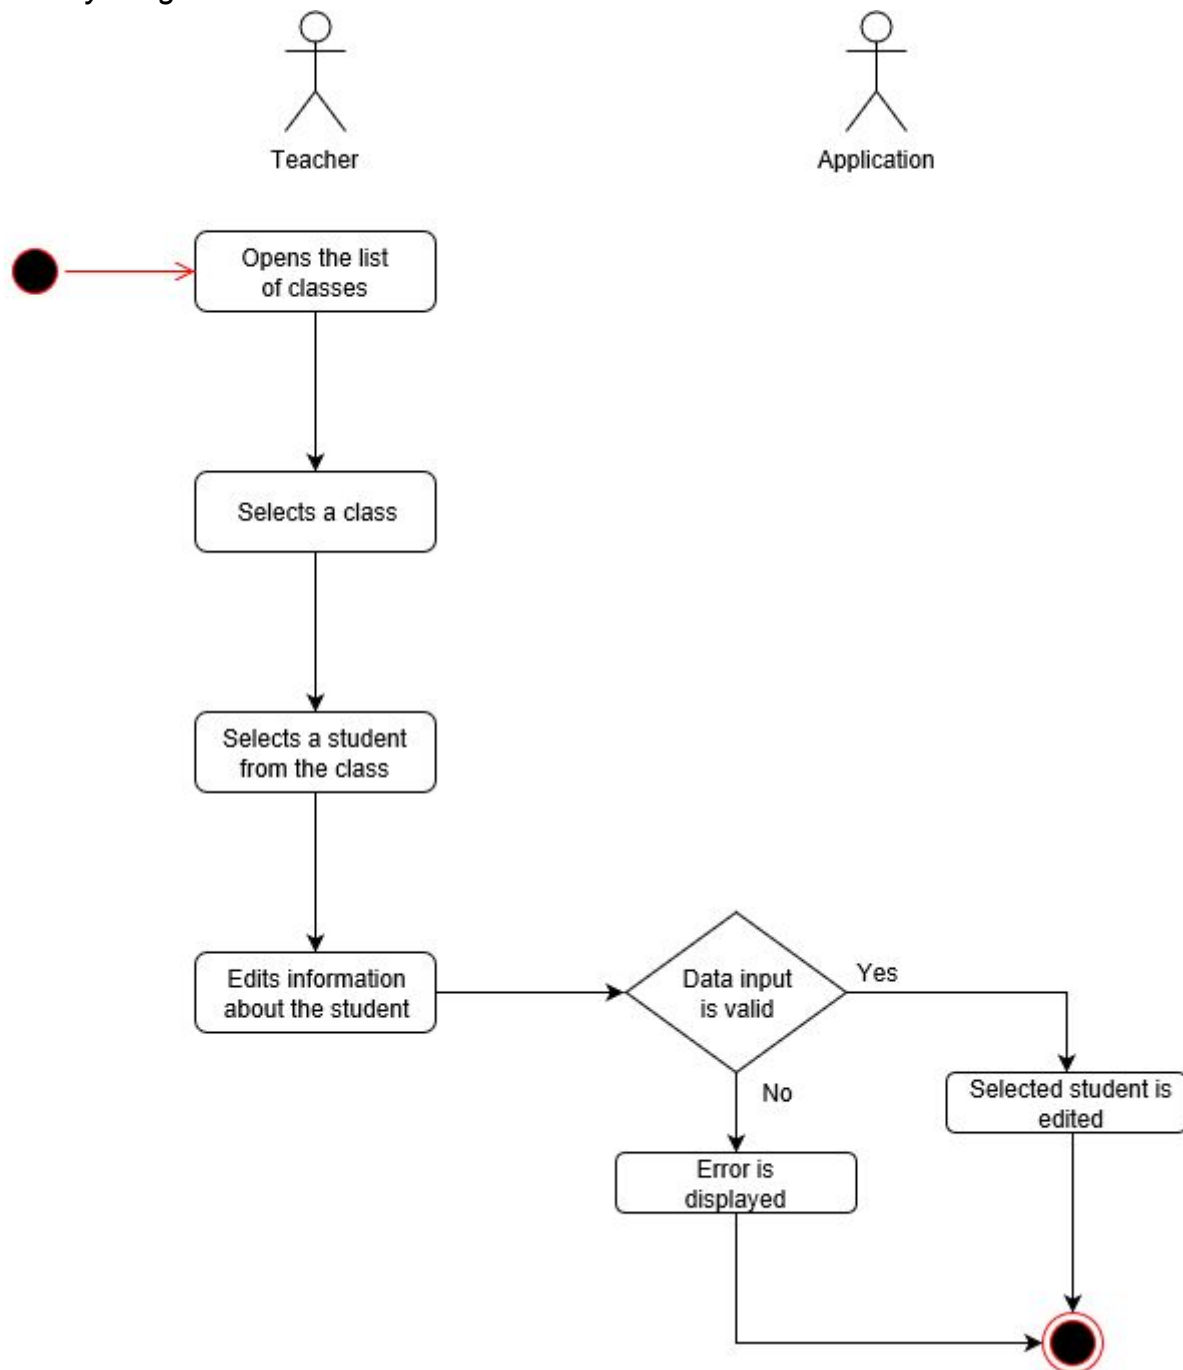 Teacher
Application
Opens the list
of classes
Selects a class
Selects a student
from the class
Edits information
about the student
Data input
is valid
Yes
No
Selected student is
edited
Error is
displayed